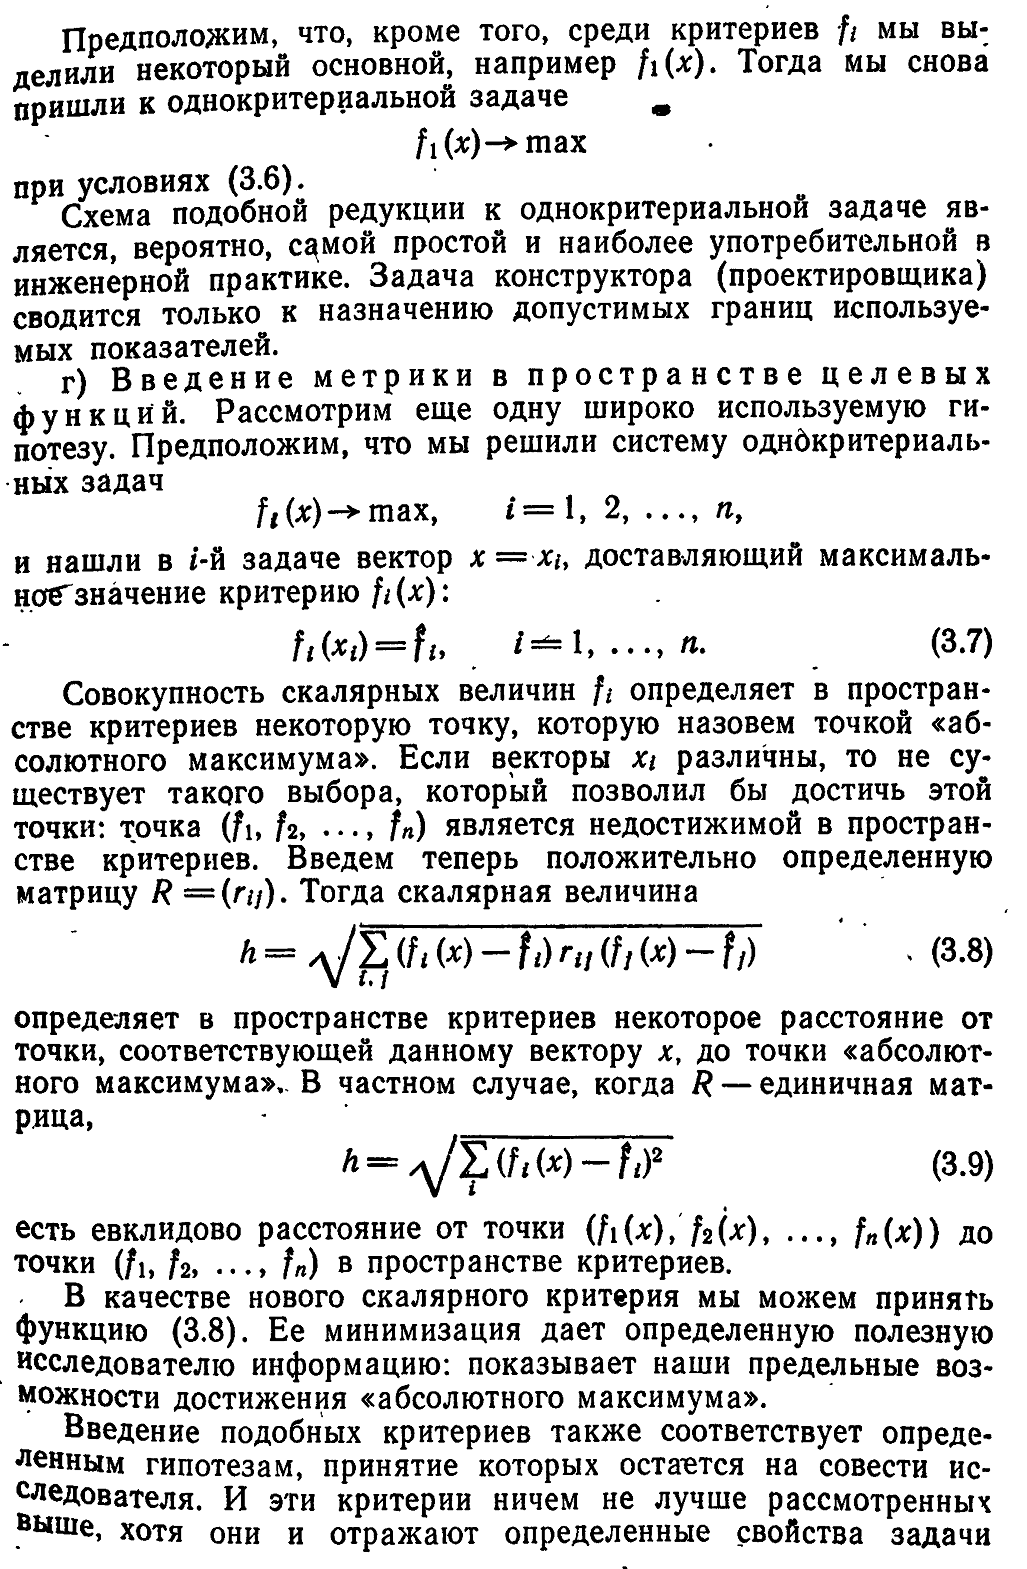 Предположим, что, кроме того, среди критериев fᵢ мы вы-
делили некоторый основной, например f₁(x). Тогда мы снова
пришли к однокритериальной задаче
f₁(x)→max
при условиях (3.6).
Схема подобной редукции к однокритериальной задаче яв-
ляется, вероятно, самой простой и наиболее употребительной в
инженерной практике. Задача конструктора (проектировщика)
сводится только к назначению допустимых границ используе-
мых показателей.
г) Введение метрики в пространстве целевых
функций. Рассмотрим еще одну широко используемую ги-
потезу. Предположим, что мы решили систему однокритериаль-
ных задач
fᵢ(x)→max, i=1, 2, ..., n,
и нашли в i-й задаче вектор x = xᵢ, доставляющий максималь-
ное значение критерию fᵢ(x):
fᵢ(xᵢ)=f̂ᵢ, i=1, ..., n. (3.7)
Совокупность скалярных величин f̂ᵢ определяет в простран-
стве критериев некоторую точку, которую назовем точкой «аб-
солютного максимума». Если векторы xᵢ различны, то не су-
ществует такого выбора, который позволил бы достичь этой
точки: точка (f̂₁, f̂₂, ..., f̂ₙ) является недостижимой в простран-
стве критериев. Введем теперь положительно определенную
матрицу R =(rᵢⱼ). Тогда скалярная величина
h = √(∑ᵢ,ⱼ (fᵢ(x) − f̂ᵢ) rᵢⱼ (fⱼ(x) − f̂ⱼ)) (3.8)
определяет в пространстве критериев некоторое расстояние от
точки, соответствующей данному вектору x, до точки «абсолют-
ного максимума». В частном случае, когда R — единичная мат-
рица,
h = √(∑ᵢ (fᵢ(x) − f̂ᵢ)²) (3.9)
есть евклидово расстояние от точки (f₁(x), f₂(x), ..., fₙ(x)) до
точки (f̂₁, f̂₂, ..., f̂ₙ) в пространстве критериев.
В качестве нового скалярного критерия мы можем принять
функцию (3.8). Ее минимизация дает определенную полезную
исследователю информацию: показывает наши предельные воз-
можности достижения «абсолютного максимума».
Введение подобных критериев также соответствует опреде-
ленным гипотезам, принятие которых остается на совести ис-
следователя. И эти критерии ничем не лучше рассмотренных
выше, хотя они и отражают определенные свойства задачи